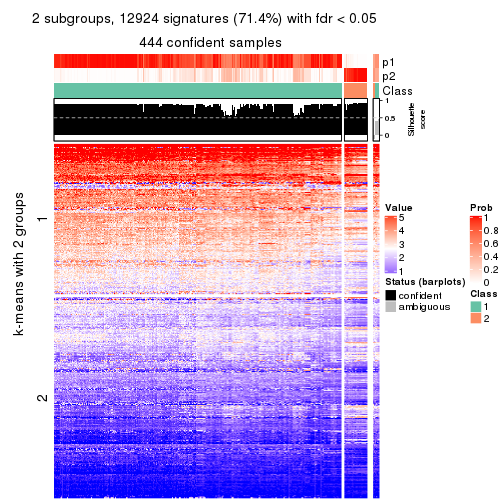 2 subgroups, 12924 signatures (71.4%) with fdr < 0.05
444 confident samples
p1
p2
Class
1
0.5
0
Silhouette
score
k-means with 2 groups
1
2
Value
5
4
3
2
1
Status (barplots)
confident
ambiguous
Prob
1
0.8
0.6
0.4
0.2
0
Class
1
2